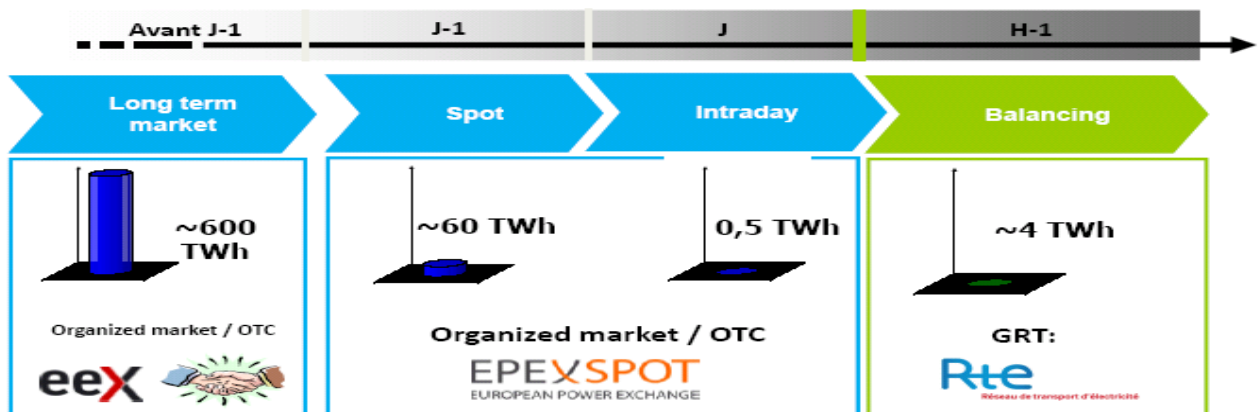 Avant J-1
J-1
J
H-1
Long term
market
Spot
Intraday
Balancing
~600
TWh
~60 TWh
0,5 TWh
~4 TWh
Organized market / OTC
Organized market / OTC
GRT:
eex
EPEXSPOT
EUROPEAN POWER EXCHANGE
Rte
Réseau de transport d'électricité